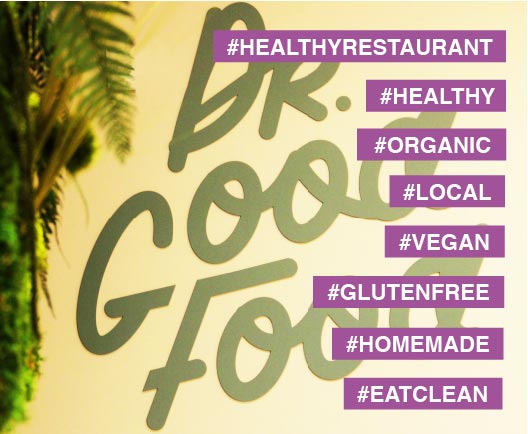 DR.
Good
Food
#HEALTHYRESTAURANT
#HEALTHY
#ORGANIC
#LOCAL
#VEGAN
#GLUTENFREE
#HOMEMADE
#EATCLEAN